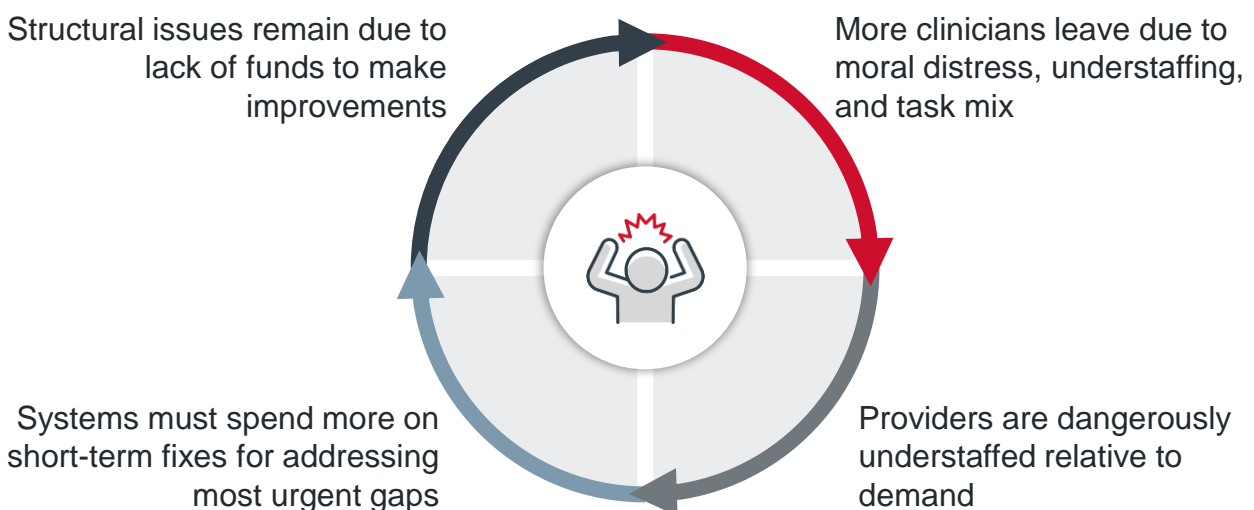 Structural issues remain due to
lack of funds to make
improvements
More clinicians leave due to
moral distress, understaffing,
and task mix
Systems must spend more on
short-term fixes for addressing
most urgent gaps
Providers are dangerously
understaffed relative to
demand